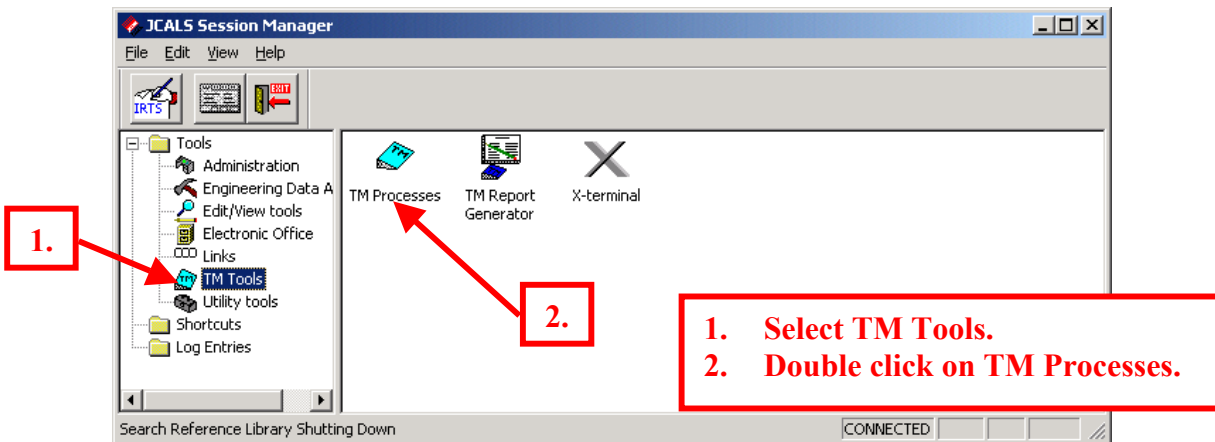 JCALS Session Manager
File Edit View Help
IRTS EXIT
Tools
Administration
Engineering Data A
Edit/View tools
Electronic Office
Links
TM Tools
Utility tools
Shortcuts
Log Entries
TM
TM Processes
TM Report
Generator
X-terminal
1.
2.
1. Select TM Tools.
2. Double click on TM Processes.
Search Reference Library Shutting Down
CONNECTED